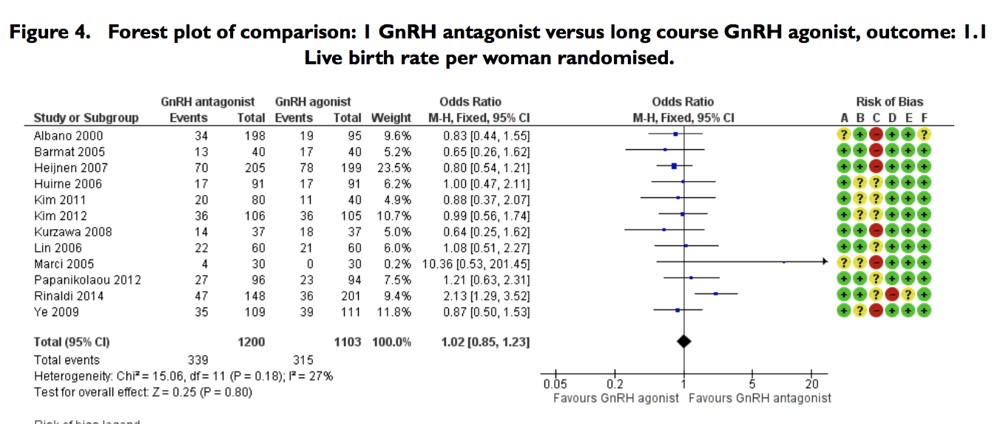 Figure 4. Forest plot of comparison: 1 GnRH antagonist versus long course GnRH agonist, outcome: 1.1
Live birth rate per woman randomised.
GnRH antagonist GnRH agonist Odds Ratio Odds Ratio Risk of Bias
Study or Subgroup Events Total Events Total Weight M-H, Fixed, 95% CI M-H, Fixed, 95% CI A B C D E F
Albano 2000 34 198 19 95 9.6% 0.83 [0.44, 1.55] ? + - + + ?
Barmat 2005 13 40 17 40 5.2% 0.65 [0.26, 1.62] + + - + + +
Heijnen 2007 70 205 78 199 23.5% 0.80 [0.54, 1.21] + + - + + +
Huirne 2006 17 91 17 91 6.2% 1.00 [0.47, 2.11] + ? ? + + +
Kim 2011 20 80 11 40 4.9% 0.88 [0.37, 2.07] + ? ? + + +
Kim 2012 36 106 36 105 10.7% 0.99 [0.56, 1.74] + ? ? + + +
Kurzawa 2008 14 37 18 37 5.0% 0.64 [0.25, 1.62] + + - + + +
Lin 2006 22 60 21 60 6.0% 1.08 [0.51, 2.27] + + ? + + +
Marci 2005 4 30 0 30 0.2% 10.36 [0.53, 201.45] ? ? - + + +
Papanikolaou 2012 27 96 23 94 7.5% 1.21 [0.63, 2.31] + + ? + + +
Rinaldi 2014 47 148 36 201 9.4% 2.13 [1.29, 3.52] + + ? - ? +
Ye 2009 35 109 39 111 11.8% 0.87 [0.50, 1.53] + ? - + + +
Total (95% CI) 1200 1103 100.0% 1.02 [0.85, 1.23]
Total events 339 315
Heterogeneity: Chi² = 15.06, df = 11 (P = 0.18); I² = 27%
Test for overall effect: Z = 0.25 (P = 0.80)
0.05 0.2 1 5 20
Favours GnRH agonist Favours GnRH antagonist
Risk of bias legend